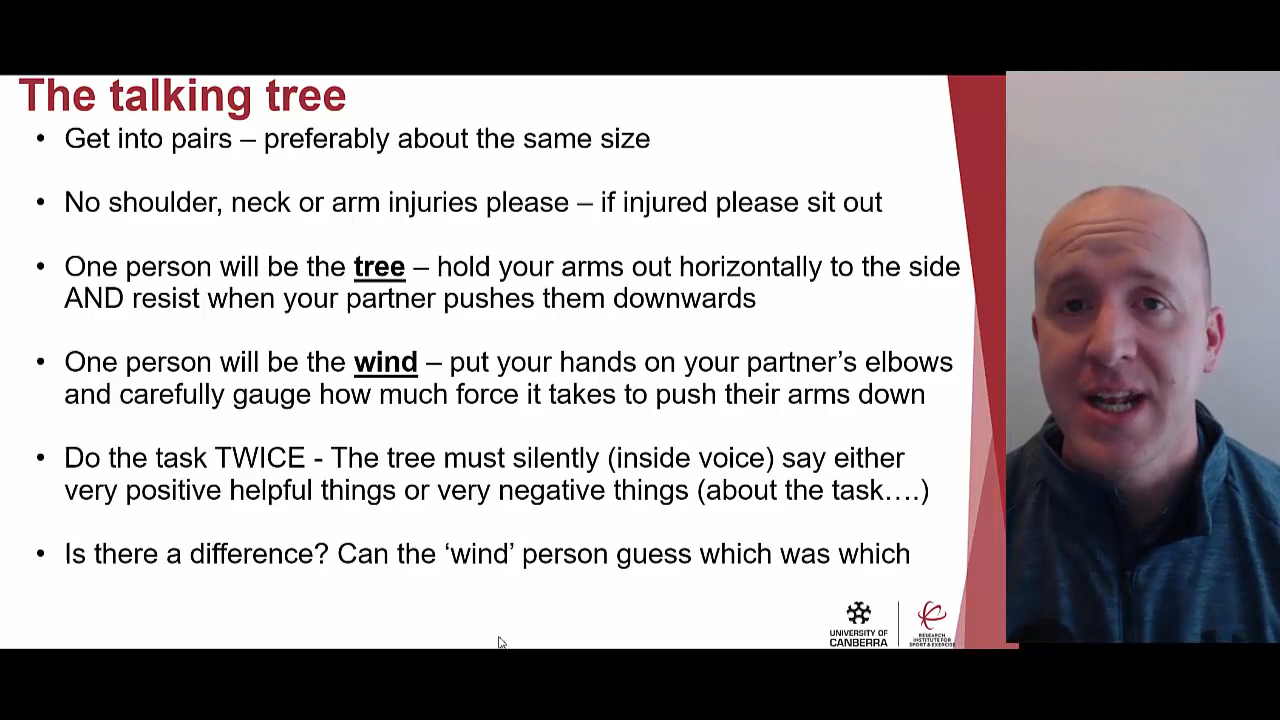 The talking tree
• Get into pairs – preferably about the same size
• No shoulder, neck or arm injuries please – if injured please sit out
• One person will be the tree – hold your arms out horizontally to the side
AND resist when your partner pushes them downwards
• One person will be the wind – put your hands on your partner’s elbows
and carefully gauge how much force it takes to push their arms down
• Do the task TWICE - The tree must silently (inside voice) say either
very positive helpful things or very negative things (about the task….)
• Is there a difference? Can the ‘wind’ person guess which was which
UNIVERSITY OF
CANBERRA
RESEARCH
INSTITUTE FOR
SPORT & EXERCISE